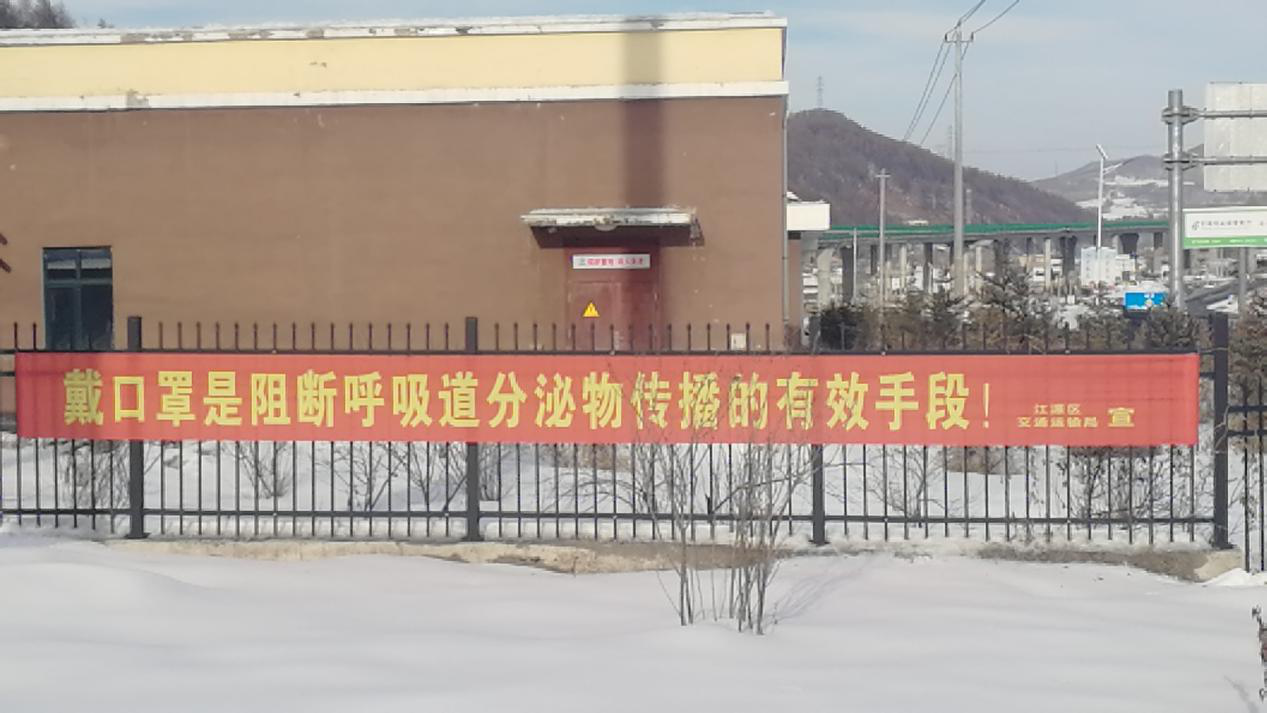 戴口罩是阻断呼吸道分泌物传播的有效手段！
江源区
交通运输局
宣